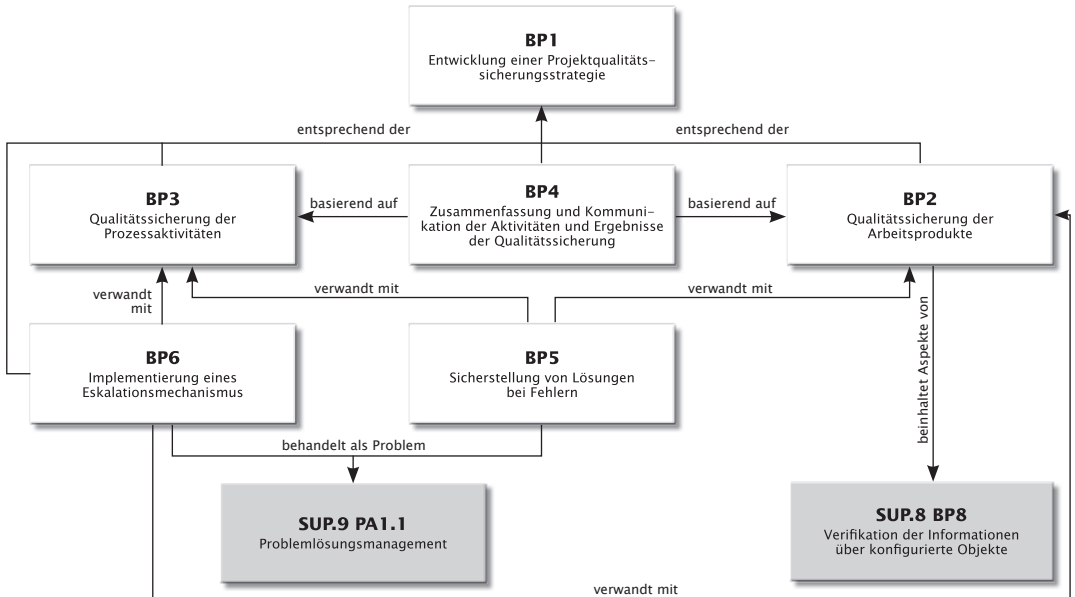 BP1
Entwicklung einer Projektqualitäts-
sicherungsstrategie
entsprechend der
entsprechend der
BP3
Qualitätssicherung der
Prozessaktivitäten
basierend auf
BP4
Zusammenfassung und Kommuni-
kation der Aktivitäten und Ergebnisse
der Qualitätssicherung
basierend auf
BP2
Qualitätssicherung der
Arbeitsprodukte
verwandt
mit
verwandt mit
verwandt mit
beinhaltet Aspekte von
BP6
Implementierung eines
Eskalationsmechanismus
BP5
Sicherstellung von Lösungen
bei Fehlern
behandelt als Problem
SUP.9 PA1.1
Problemlösungsmanagement
SUP.8 BP8
Verifikation der Informationen
über konfigurierte Objekte
verwandt mit